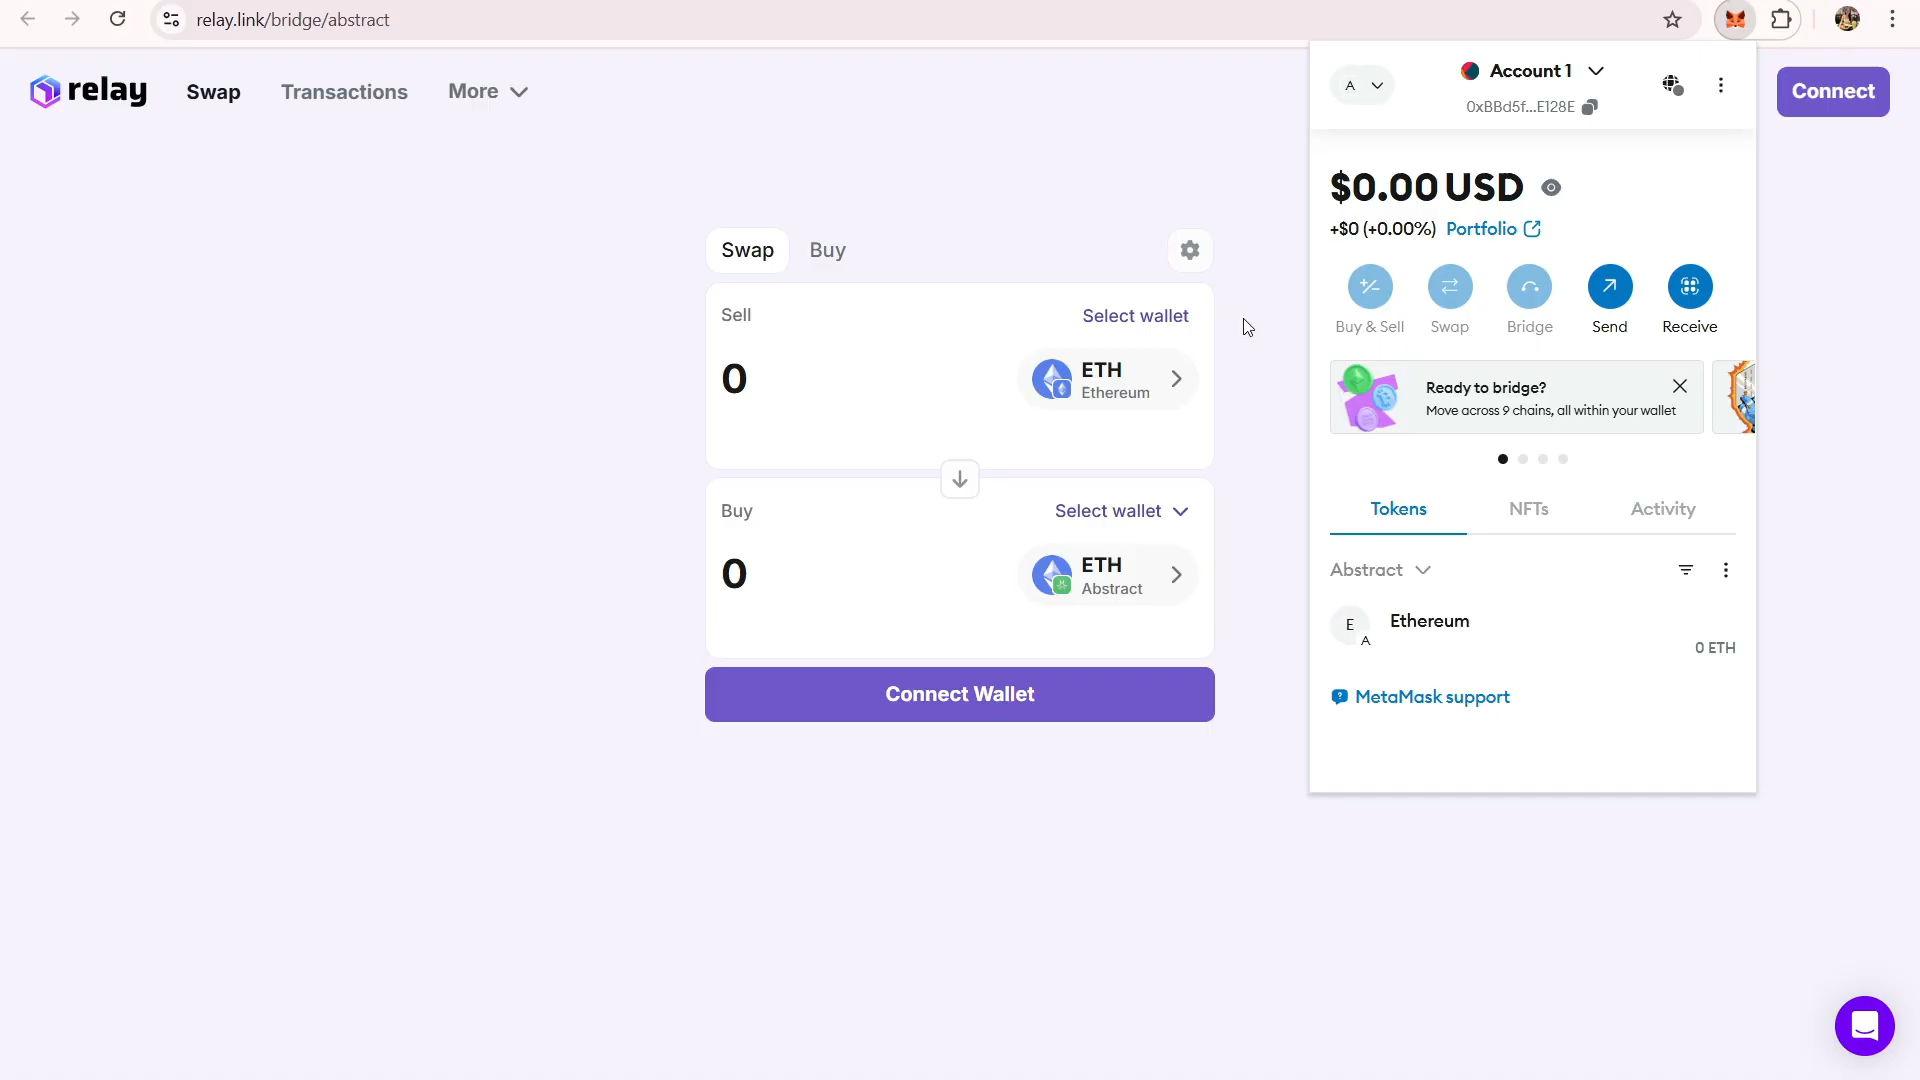 relay.link/bridge/abstract
relay
Swap
Transactions
More
Connect
A
Account 1
0xBBd5f...E128E
$0.00 USD
+$0 (+0.00%)
Portfolio
Buy & Sell
Swap
Bridge
Send
Receive
Ready to bridge?
Move across 9 chains, all within your wallet
Tokens
NFTs
Activity
Abstract
E
A
Ethereum
0 ETH
MetaMask support
Swap
Buy
Sell
Select wallet
0
ETH
Ethereum
Buy
Select wallet
0
ETH
Abstract
Connect Wallet